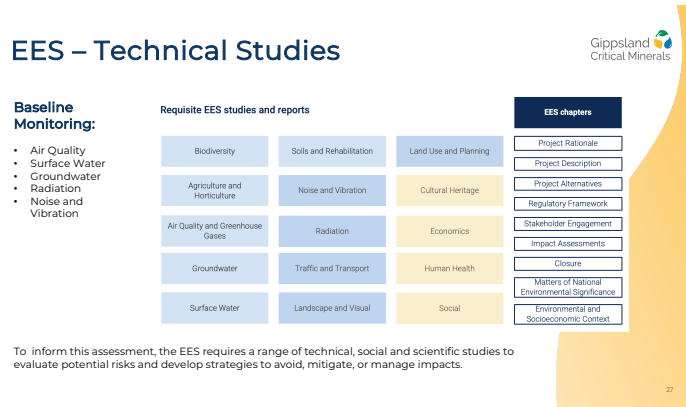 EES – Technical Studies
Gippsland
Critical Minerals
Baseline
Monitoring:
• Air Quality
• Surface Water
• Groundwater
• Radiation
• Noise and
Vibration
Requisite EES studies and reports
Biodiversity
Soils and Rehabilitation
Land Use and Planning
Agriculture and
Horticulture
Noise and Vibration
Cultural Heritage
Air Quality and Greenhouse
Gases
Radiation
Economics
Groundwater
Traffic and Transport
Human Health
Surface Water
Landscape and Visual
Social
EES chapters
Project Rationale
Project Description
Project Alternatives
Regulatory Framework
Stakeholder Engagement
Impact Assessments
Closure
Matters of National
Environmental Significance
Environmental and
Socioeconomic Context
To inform this assessment, the EES requires a range of technical, social and scientific studies to
evaluate potential risks and develop strategies to avoid, mitigate, or manage impacts.
27